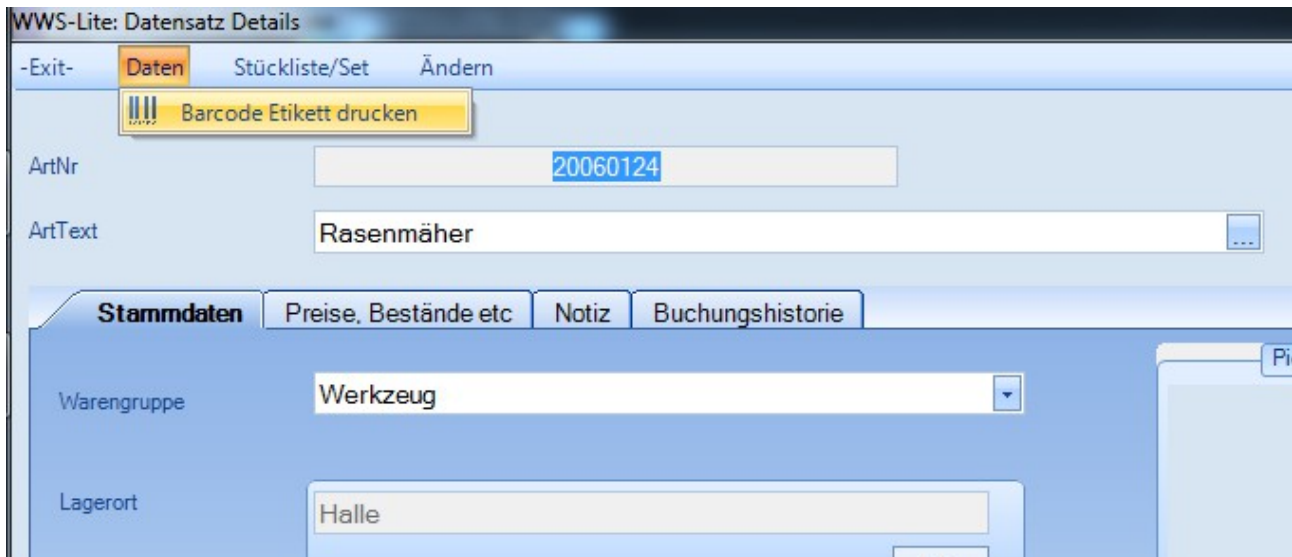 WWS-Lite: Datensatz Details
-Exit- Daten Stückliste/Set Ändern
Barcode Etikett drucken
ArtNr 20060124
ArtText Rasenmäher ...
Stammdaten Preise, Bestände etc Notiz Buchungshistorie
Warengruppe Werkzeug
Lagerort Halle